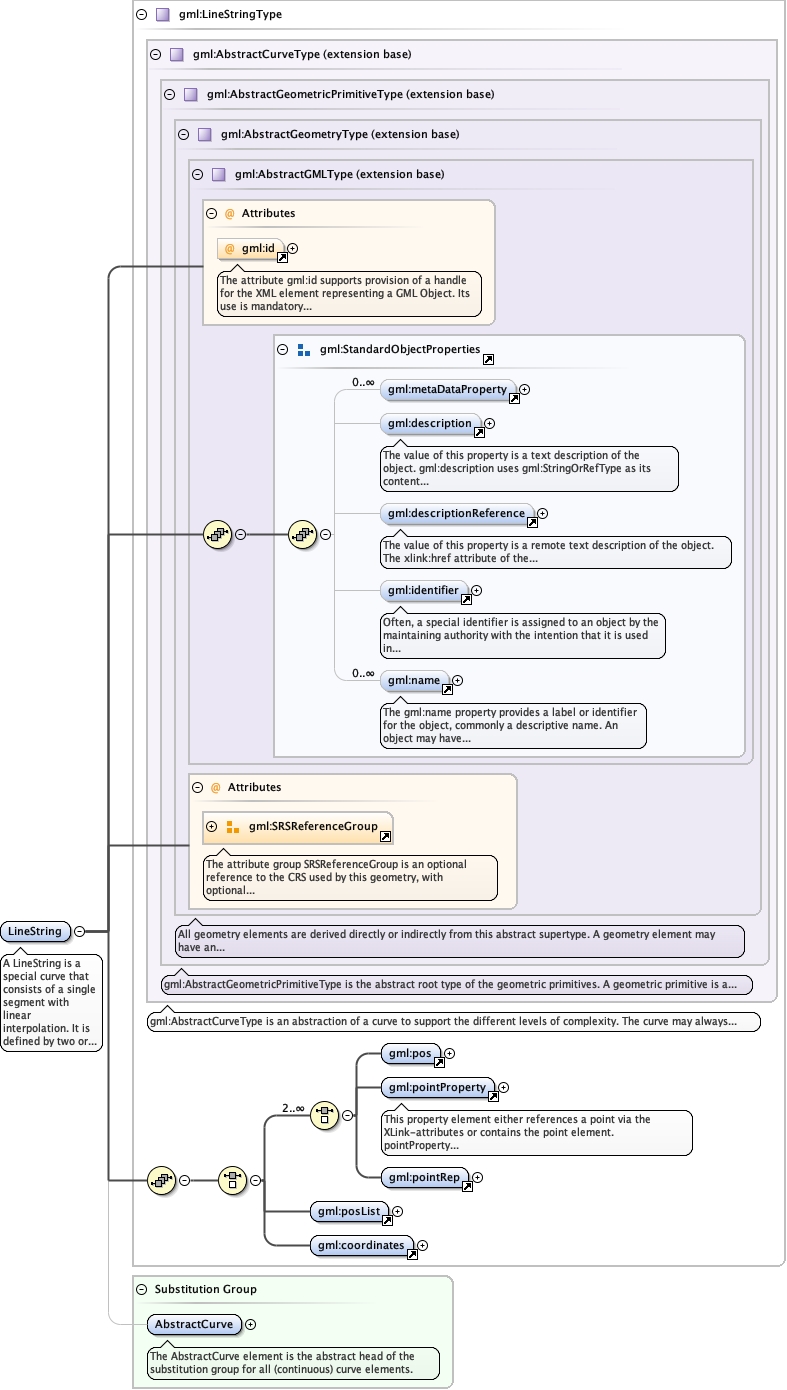 gml:LineStringType
gml:AbstractCurveType (extension base)
gml:AbstractGeometricPrimitiveType (extension base)
gml:AbstractGeometryType (extension base)
gml:AbstractGMLType (extension base)
@ Attributes
@ gml:id
The attribute gml:id supports provision of a handle
for the XML element representing a GML Object. Its
use is mandatory...
gml:StandardObjectProperties
0..∞
gml:metaDataProperty
gml:description
The value of this property is a text description of the
object. gml:description uses gml:StringOrRefType as its
content...
gml:descriptionReference
The value of this property is a remote text description of the object.
The xlink:href attribute of the...
gml:identifier
Often, a special identifier is assigned to an object by the
maintaining authority with the intention that it is used
in...
0..∞
gml:name
The gml:name property provides a label or identifier
for the object, commonly a descriptive name. An
object may have...
@ Attributes
gml:SRSReferenceGroup
The attribute group SRSReferenceGroup is an optional
reference to the CRS used by this geometry, with
optional...
All geometry elements are derived directly or indirectly from this abstract supertype. A geometry element may
have an...
gml:AbstractGeometricPrimitiveType is the abstract root type of the geometric primitives. A geometric primitive is a...
gml:AbstractCurveType is an abstraction of a curve to support the different levels of complexity. The curve may always...
LineString
A LineString is a
special curve that
consists of a single
segment with
linear
interpolation. It is
defined by two or...
2..∞
gml:pos
gml:pointProperty
This property element either references a point via the
XLink-attributes or contains the point element.
pointProperty...
gml:pointRep
gml:posList
gml:coordinates
Substitution Group
AbstractCurve
The AbstractCurve element is the abstract head of the
substitution group for all (continuous) curve elements.